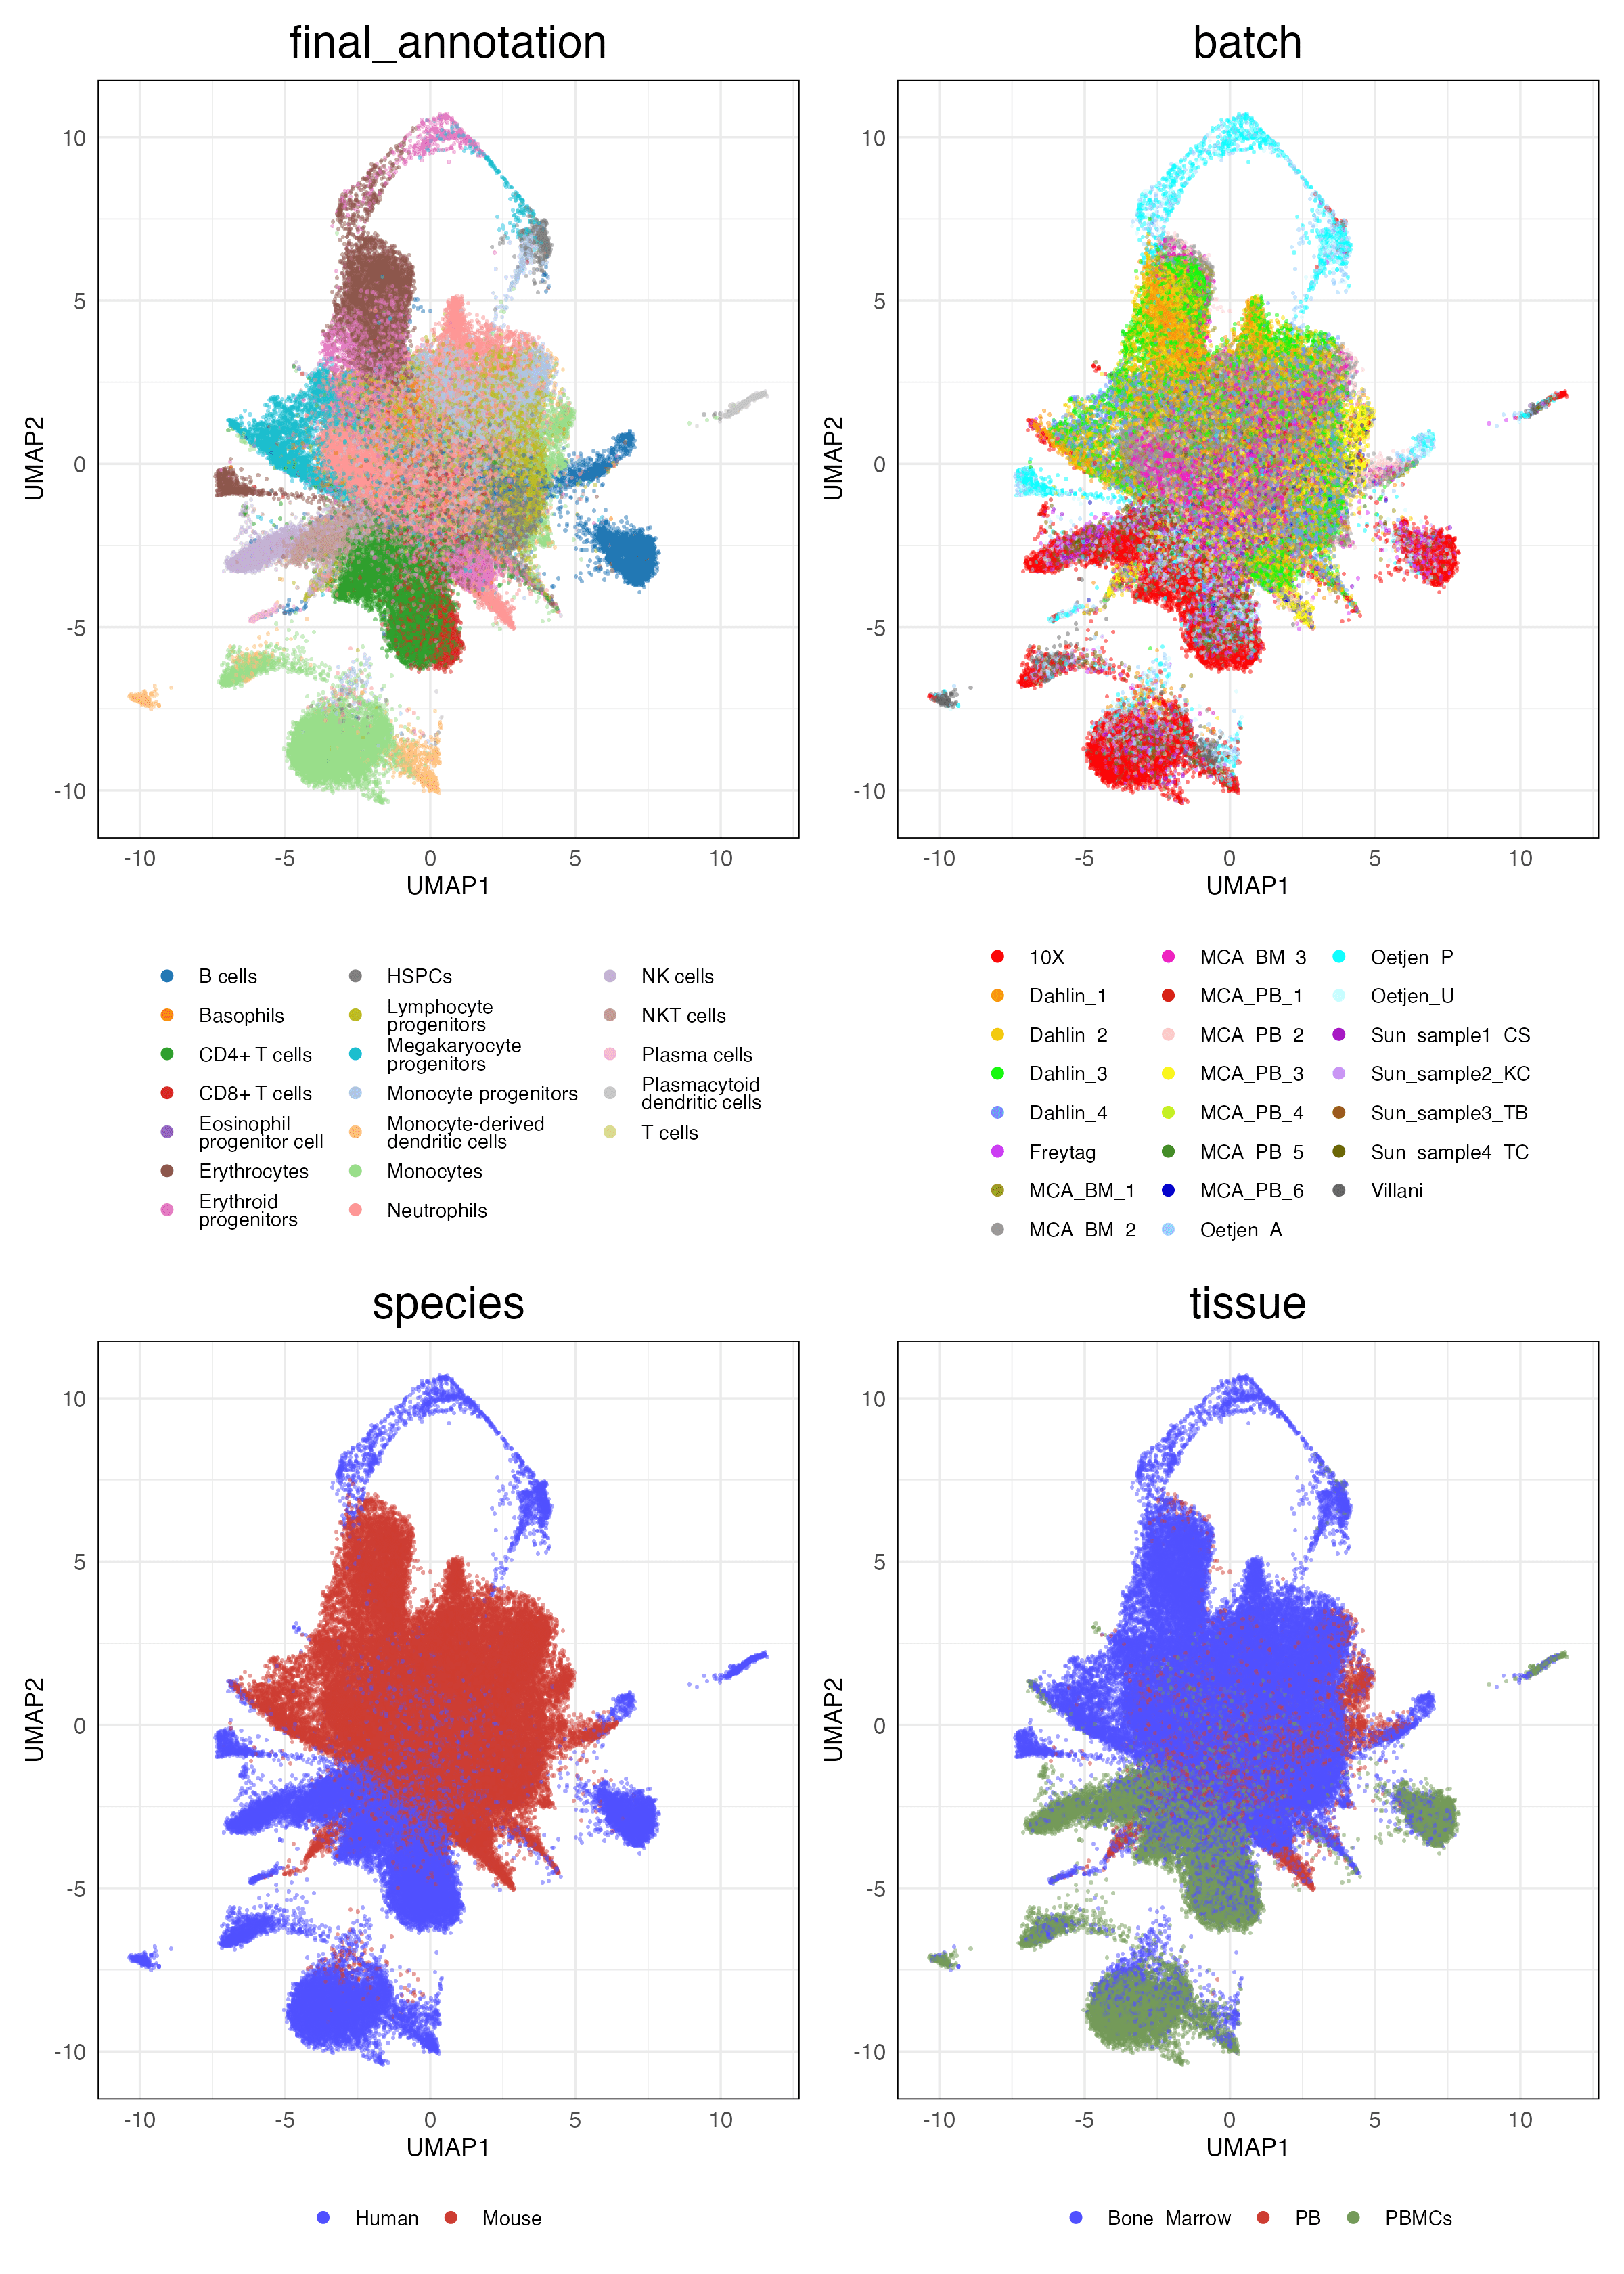 final_annotation
batch
10
5
0
-5
-10
UMAP2
-10
-5
0
5
10
UMAP1
10
5
0
-5
-10
UMAP2
-10
-5
0
5
10
UMAP1
B cells
Basophils
CD4+ T cells
CD8+ T cells
Eosinophil
progenitor cell
Erythrocytes
Erythroid
progenitors
HSPCs
Lymphocyte
progenitors
Megakaryocyte
progenitors
Monocyte progenitors
Monocyte-derived
dendritic cells
Monocytes
Neutrophils
NK cells
NKT cells
Plasma cells
Plasmacytoid
dendritic cells
T cells
10X
Dahlin_1
Dahlin_2
Dahlin_3
Dahlin_4
Freytag
MCA_BM_1
MCA_BM_2
MCA_BM_3
MCA_PB_1
MCA_PB_2
MCA_PB_3
MCA_PB_4
MCA_PB_5
MCA_PB_6
Oetjen_A
Oetjen_P
Oetjen_U
Sun_sample1_CS
Sun_sample2_KC
Sun_sample3_TB
Sun_sample4_TC
Villani
species
tissue
10
5
0
-5
-10
UMAP2
-10
-5
0
5
10
UMAP1
10
5
0
-5
-10
UMAP2
-10
-5
0
5
10
UMAP1
Human
Mouse
Bone_Marrow
PB
PBMCs